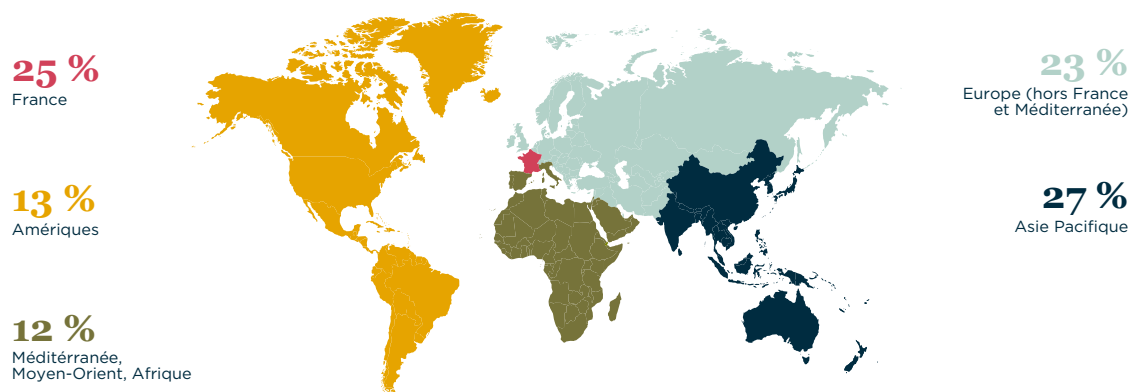 25 %
France
13 %
Amériques
12 %
Méditérranée,
Moyen-Orient, Afrique
23 %
Europe (hors France
et Méditerranée)
27 %
Asie Pacifique